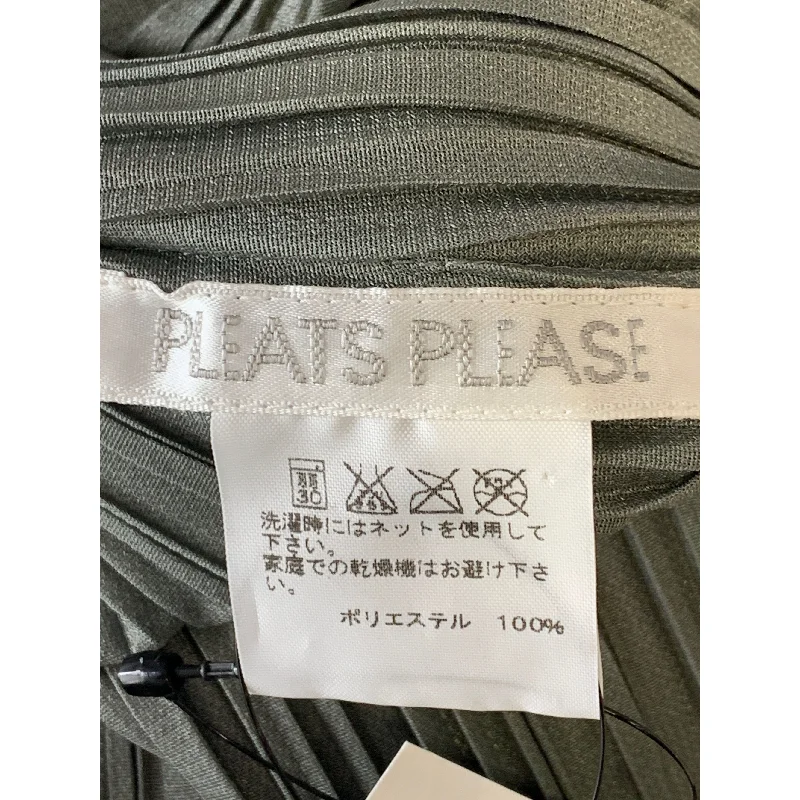 PLEATS PLEASE
弱
30
洗濯時にはネットを使用して
下さい。
家庭での乾燥機はお避け下さ
い。
ポリエステル 100%